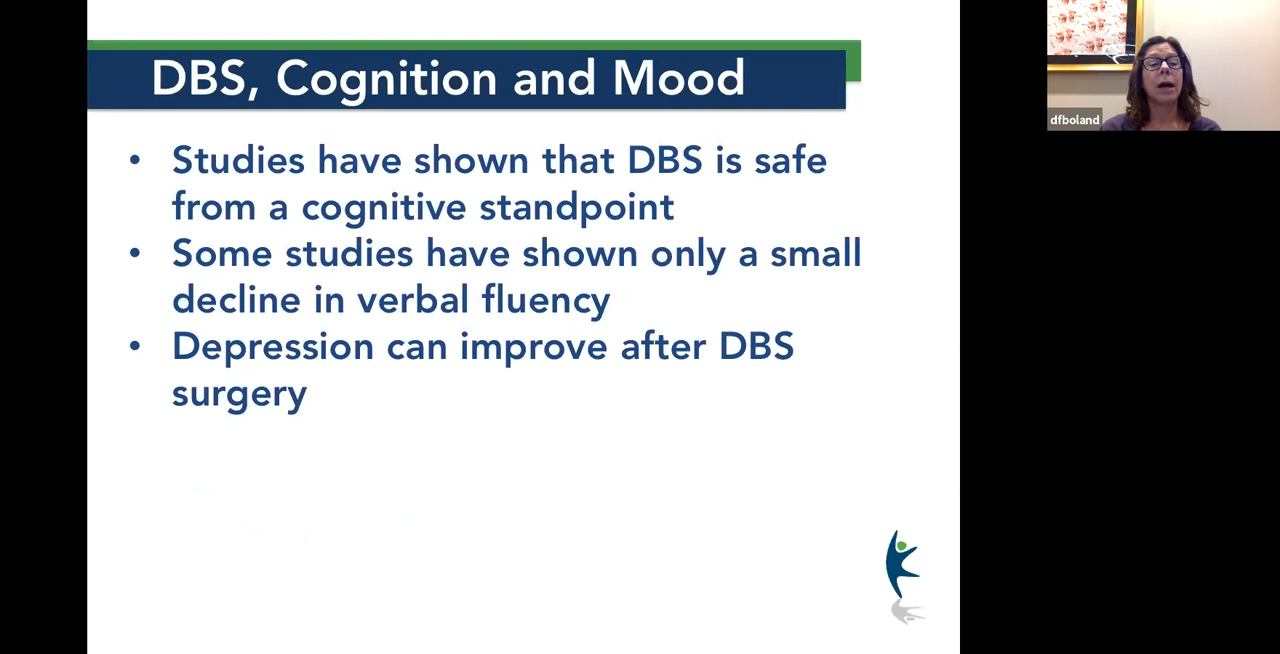 DBS, Cognition and Mood
• Studies have shown that DBS is safe
from a cognitive standpoint
• Some studies have shown only a small
decline in verbal fluency
• Depression can improve after DBS
surgery
dfboland